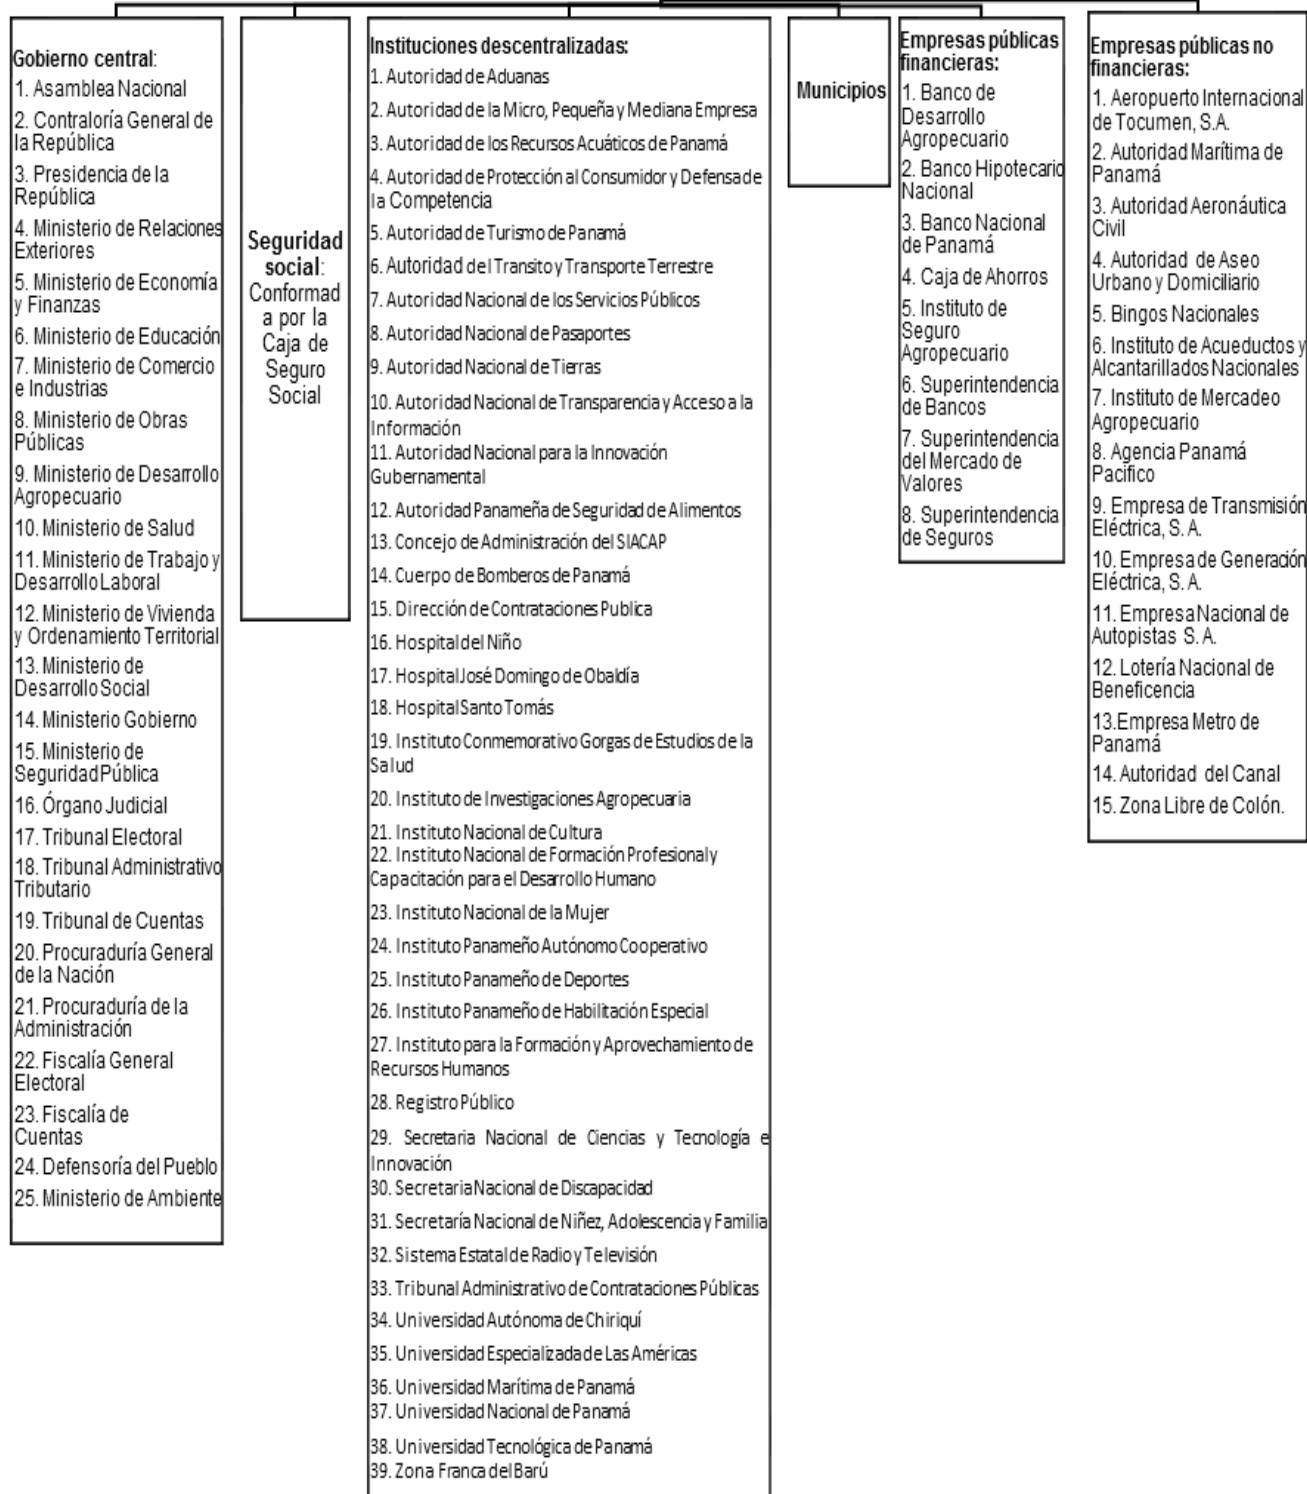 Gobierno central:
1. Asamblea Nacional
2. Contraloría General de
la República
3. Presidencia de la
República
4. Ministerio de Relaciones
Exteriores
5. Ministerio de Economía
y Finanzas
6. Ministerio de Educación
7. Ministerio de Comercio
e Industrias
8. Ministerio de Obras
Públicas
9. Ministerio de Desarrollo
Agropecuario
10. Ministerio de Salud
11. Ministerio de Trabajo y
Desarrollo Laboral
12. Ministerio de Vivienda
y Ordenamiento Territorial
13. Ministerio de
Desarrollo Social
14. Ministerio Gobierno
15. Ministerio de
Seguridad Pública
16. Órgano Judicial
17. Tribunal Electoral
18. Tribunal Administrativo
Tributario
19. Tribunal de Cuentas
20. Procuraduría General
de la Nación
21. Procuraduría de la
Administración
22. Fiscalía General
Electoral
23. Fiscalía de
Cuentas
24. Defensoría del Pueblo
25. Ministerio de Ambiente
Seguridad
social:
Conformad
a por la
Caja de
Seguro
Social
Instituciones descentralizadas:
1. Autoridad de Aduanas
2. Autoridad de la Micro, Pequeña y Mediana Empresa
3. Autoridad de los Recursos Acuáticos de Panamá
4. Autoridad de Protección al Consumidor y Defensa de
la Competencia
5. Autoridad de Turismo de Panamá
6. Autoridad del Transito y Transporte Terrestre
7. Autoridad Nacional de los Servicios Públicos
8. Autoridad Nacional de Pasaportes
9. Autoridad Nacional de Tierras
10. Autoridad Nacional de Transparencia y Acceso a la
Información
11. Autoridad Nacional para la Innovación
Gubernamental
12. Autoridad Panameña de Seguridad de Alimentos
13. Concejo de Administración del SIACAP
14. Cuerpo de Bomberos de Panamá
15. Dirección de Contrataciones Publica
16. Hospital del Niño
17. Hospital José Domingo de Obaldía
18. Hospital Santo Tomás
19. Instituto Conmemorativo Gorgas de Estudios de la
Salud
20. Instituto de Investigaciones Agropecuaria
21. Instituto Nacional de Cultura
22. Instituto Nacional de Formación Profesional y
Capacitación para el Desarrollo Humano
23. Instituto Nacional de la Mujer
24. Instituto Panameño Autónomo Cooperativo
25. Instituto Panameño de Deportes
26. Instituto Panameño de Habilitación Especial
27. Instituto para la Formación y Aprovechamiento de
Recursos Humanos
28. Registro Público
29. Secretaria Nacional de Ciencias y Tecnología e
Innovación
30. Secretaria Nacional de Discapacidad
31. Secretaría Nacional de Niñez, Adolescencia y Familia
32. Sistema Estatal de Radio y Televisión
33. Tribunal Administrativo de Contrataciones Públicas
34. Universidad Autónoma de Chiriquí
35. Universidad Especializada de Las Américas
36. Universidad Marítima de Panamá
37. Universidad Nacional de Panamá
38. Universidad Tecnológica de Panamá
39. Zona Franca del Barú
Municipios
Empresas públicas
financieras:
1. Banco de
Desarrollo
Agropecuario
2. Banco Hipotecario
Nacional
3. Banco Nacional
de Panamá
4. Caja de Ahorros
5. Instituto de
Seguro
Agropecuario
6. Superintendencia
de Bancos
7. Superintendencia
del Mercado de
Valores
8. Superintendencia
de Seguros
Empresas públicas no
financieras:
1. Aeropuerto Internacional
de Tocumen, S.A.
2. Autoridad Marítima de
Panamá
3. Autoridad Aeronáutica
Civil
4. Autoridad de Aseo
Urbano y Domiciliario
5. Bingos Nacionales
6. Instituto de Acueductos y
Alcantarillados Nacionales
7. Instituto de Mercadeo
Agropecuario
8. Agencia Panamá
Pacifico
9. Empresa de Transmisión
Eléctrica, S. A.
10. Empresa de Generación
Eléctrica, S. A.
11. Empresa Nacional de
Autopistas S. A.
12. Lotería Nacional de
Beneficencia
13.Empresa Metro de
Panamá
14. Autoridad del Canal
15. Zona Libre de Colón.